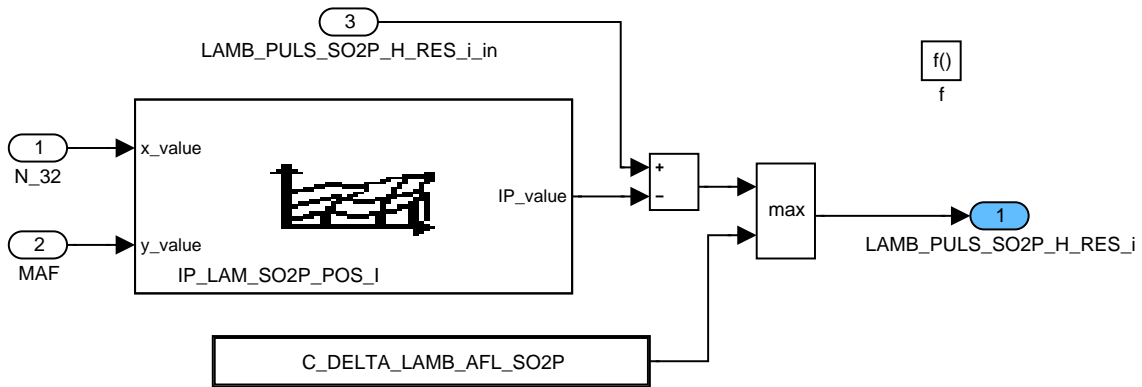 3
LAMB_PULS_SO2P_H_RES_i_in
f()
f
1
N_32
x_value
IP_value
+
-
max
1
LAMB_PULS_SO2P_H_RES_i
2
MAF
y_value
IP_LAM_SO2P_POS_I
C_DELTA_LAMB_AFL_SO2P